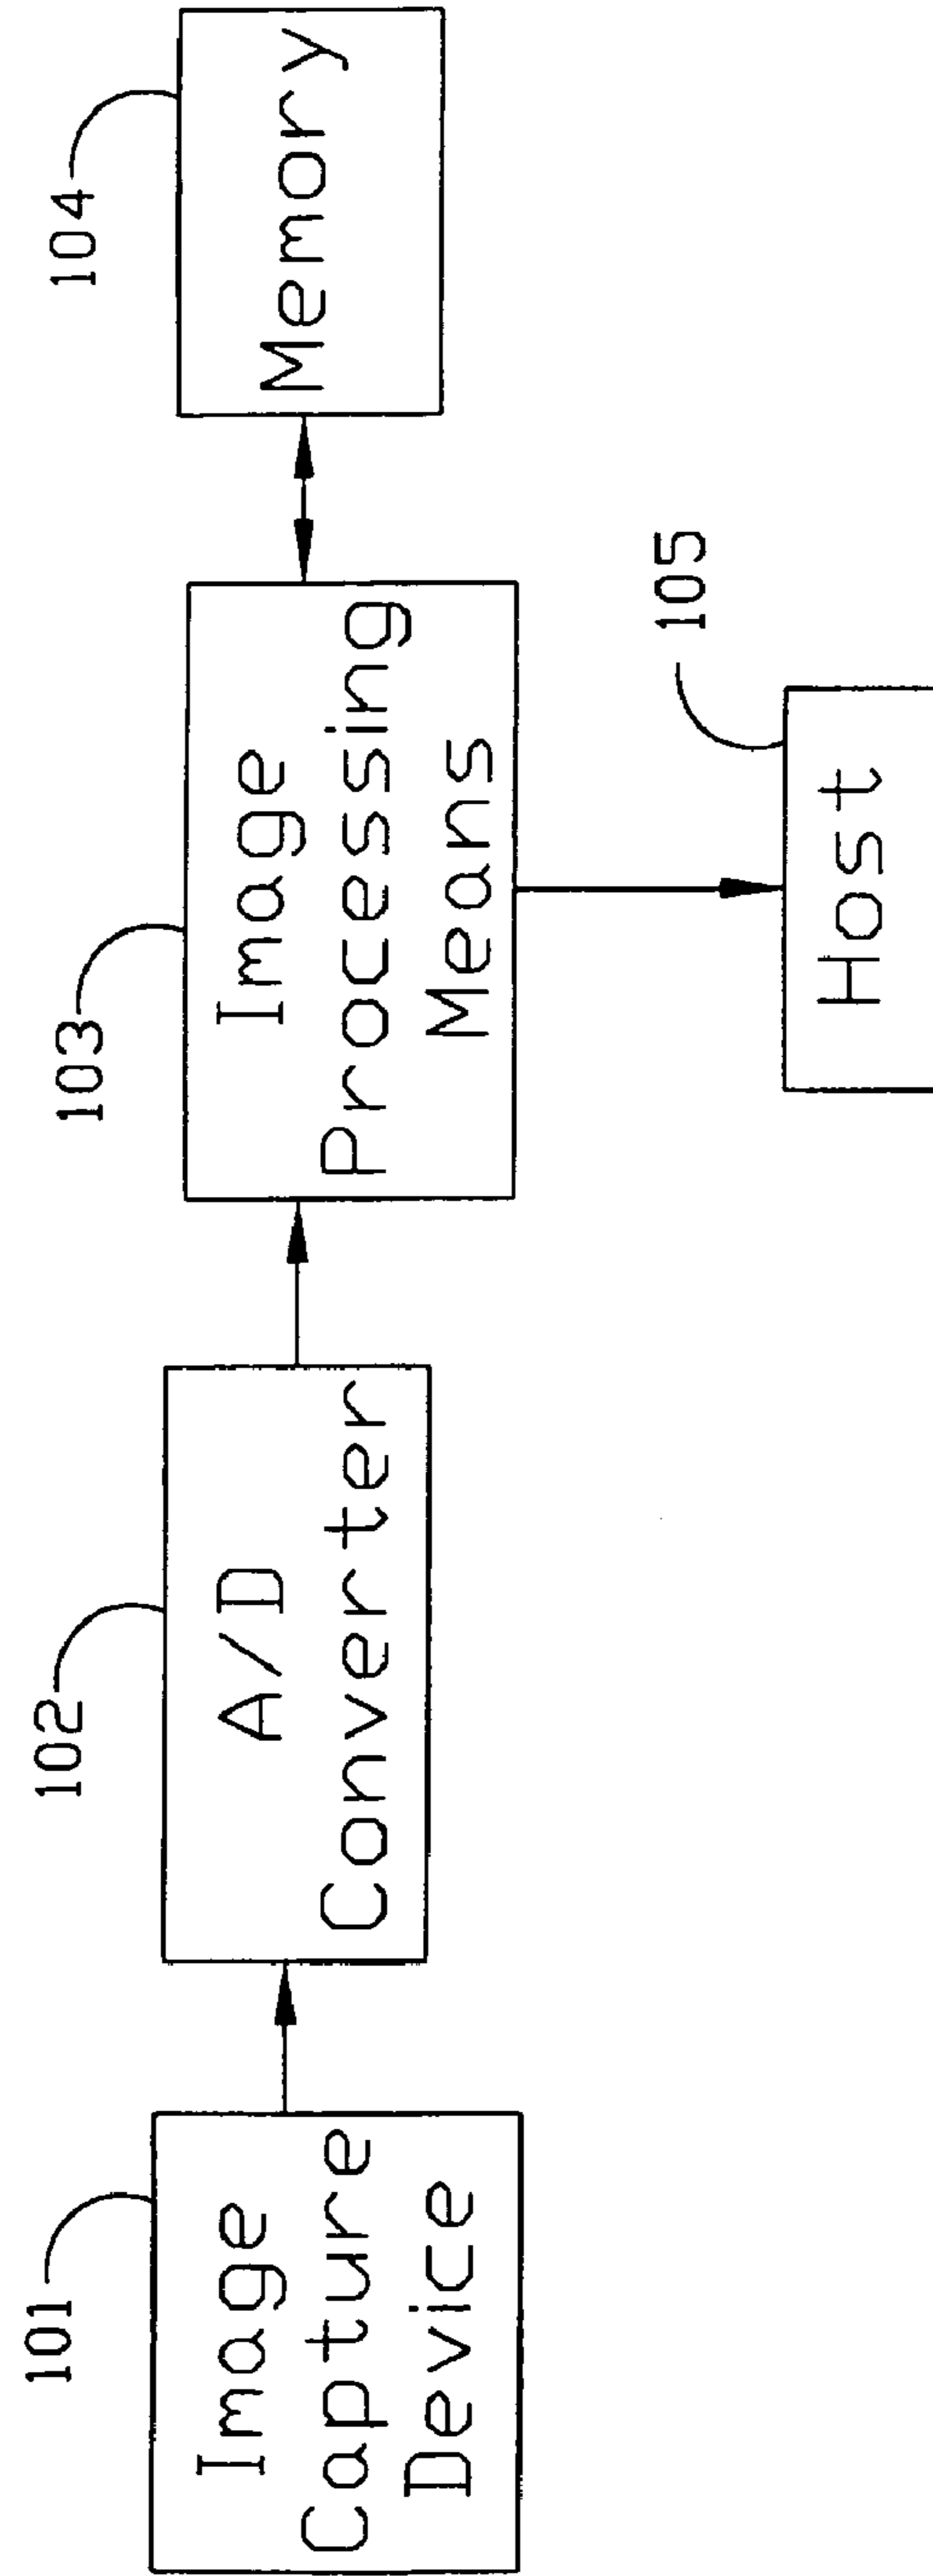 101
Image
Capture
Device
102
A/D
Converter
103
Image
Processing
Means
104
Memory
105
Host